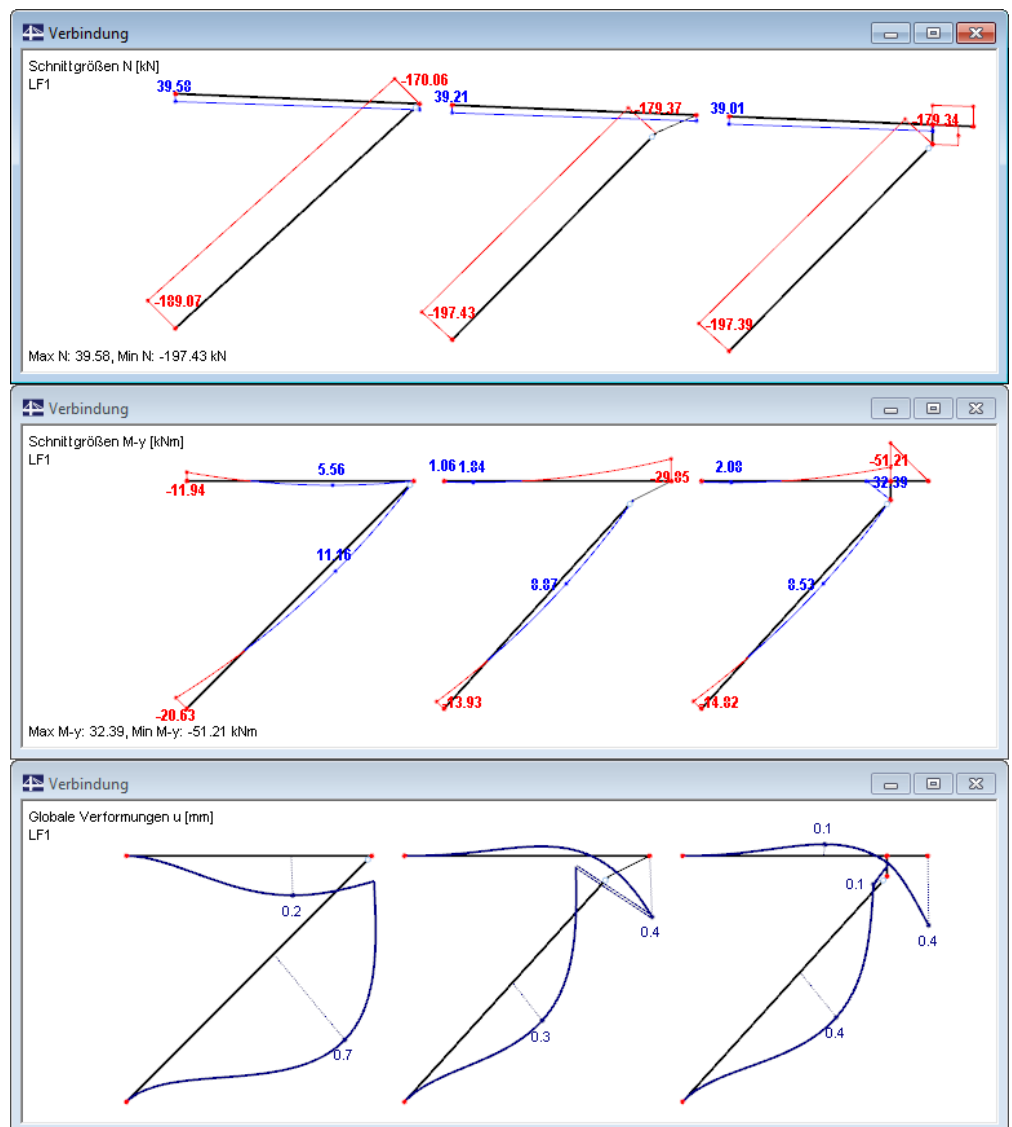 Verbindung
Schnittgrößen N [kN]
LF1
39.58
-170.06
39.21
-179.37
39.01
-179.34
-189.07
-197.43
-197.39
Max N: 39.58, Min N: -197.43 kN
Verbindung
Schnittgrößen M-y [kNm]
LF1
-11.94
5.56
1.06
1.84
-29.85
2.08
-51.21
32.39
11.16
8.87
8.53
-20.63
-13.93
-14.82
Max M-y: 32.39, Min M-y: -51.21 kNm
Verbindung
Globale Verformungen u [mm]
LF1
0.2
0.7
0.4
0.3
0.1
0.1
0.4
0.4